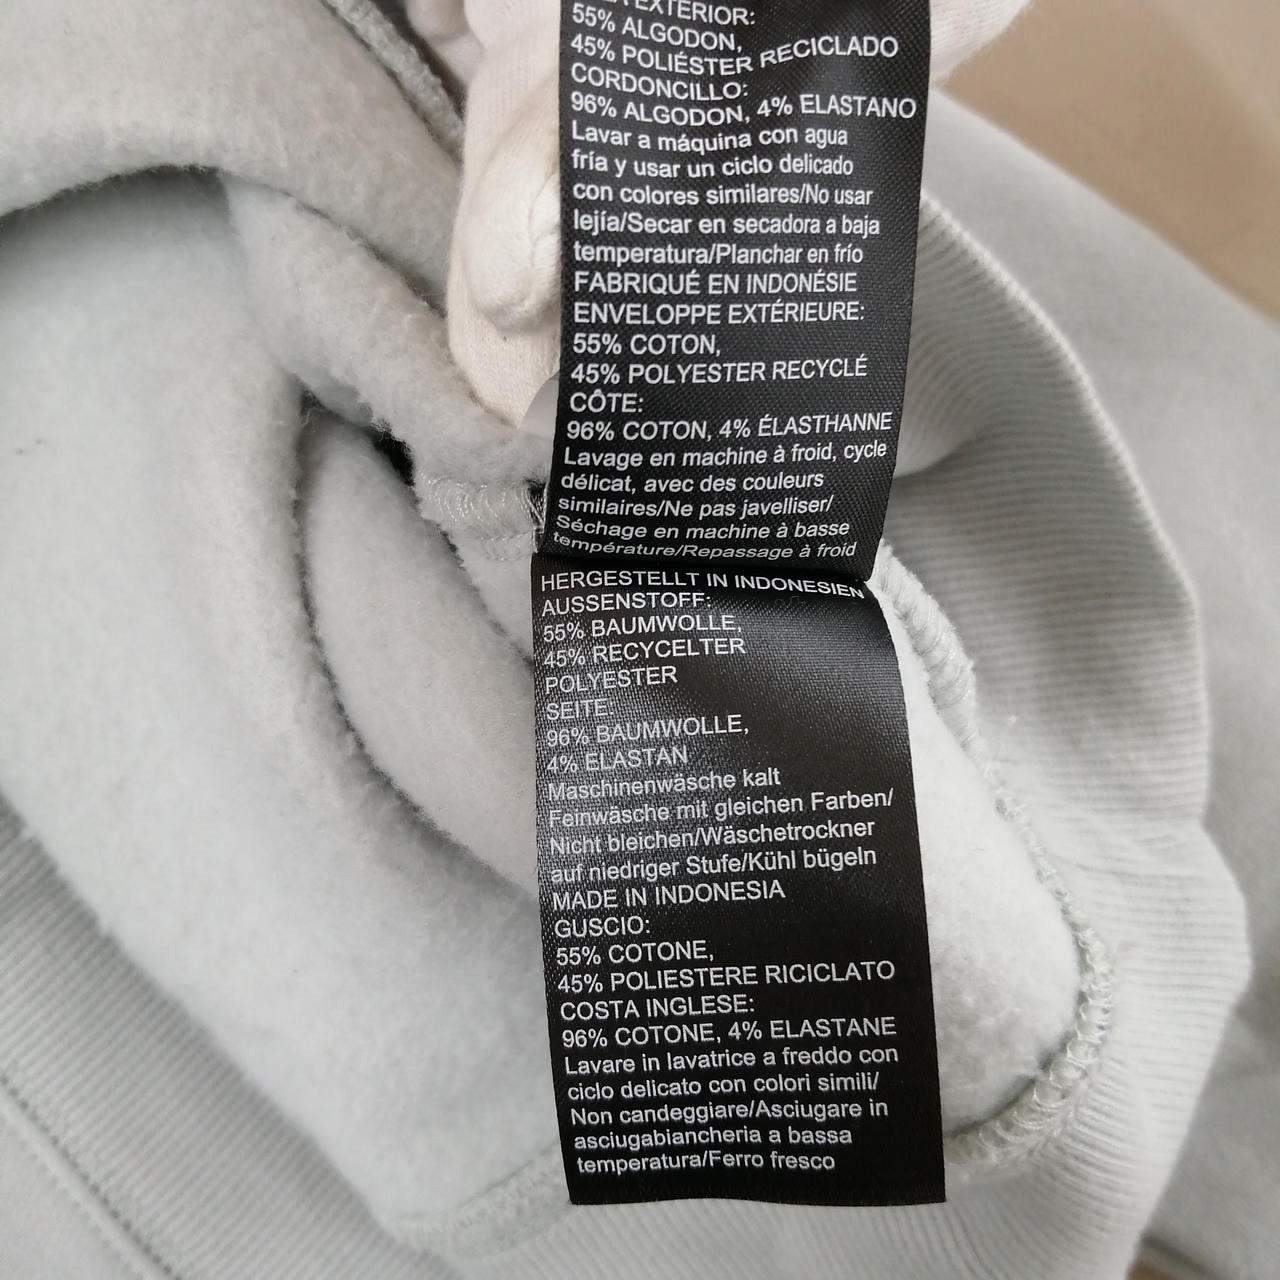 EXTERIOR:
55% ALGODON,
45% POLIÉSTER RECICLADO
CORDONCILLO:
96% ALGODON, 4% ELASTANO
Lavar a máquina con agua
fría y usar un ciclo delicado
con colores similares/No usar
lejía/Secar en secadora a baja
temperatura/Planchar en frío
FABRIQUÉ EN INDONÉSIE
ENVELOPPE EXTÉRIEURE:
55% COTON,
45% POLYESTER RECYCLÉ
CÔTE:
96% COTON, 4% ÉLASTHANNE
Lavage en machine à froid, cycle
délicat, avec des couleurs
similaires/Ne pas javelliser/
Séchage en machine à basse
température/Repassage à froid
HERGESTELLT IN INDONESIEN
AUSSENSTOFF:
55% BAUMWOLLE,
45% RECYCELTER
POLYESTER
SEITE:
96% BAUMWOLLE,
4% ELASTAN
Maschinenwäsche kalt
Feinwäsche mit gleichen Farben/
Nicht bleichen/Wäschetrockner
auf niedriger Stufe/Kühl bügeln
MADE IN INDONESIA
GUSCIO:
55% COTONE,
45% POLIESTERE RICICLATO
COSTA INGLESE:
96% COTONE, 4% ELASTANE
Lavare in lavatrice a freddo con
ciclo delicato con colori simili/
Non candeggiare/Asciugare in
asciugabiancheria a bassa
temperatura/Ferro fresco